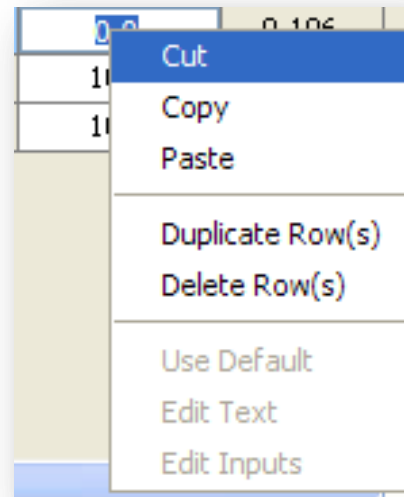 Cut
Copy
Paste
Duplicate Row(s)
Delete Row(s)
Use Default
Edit Text
Edit Inputs